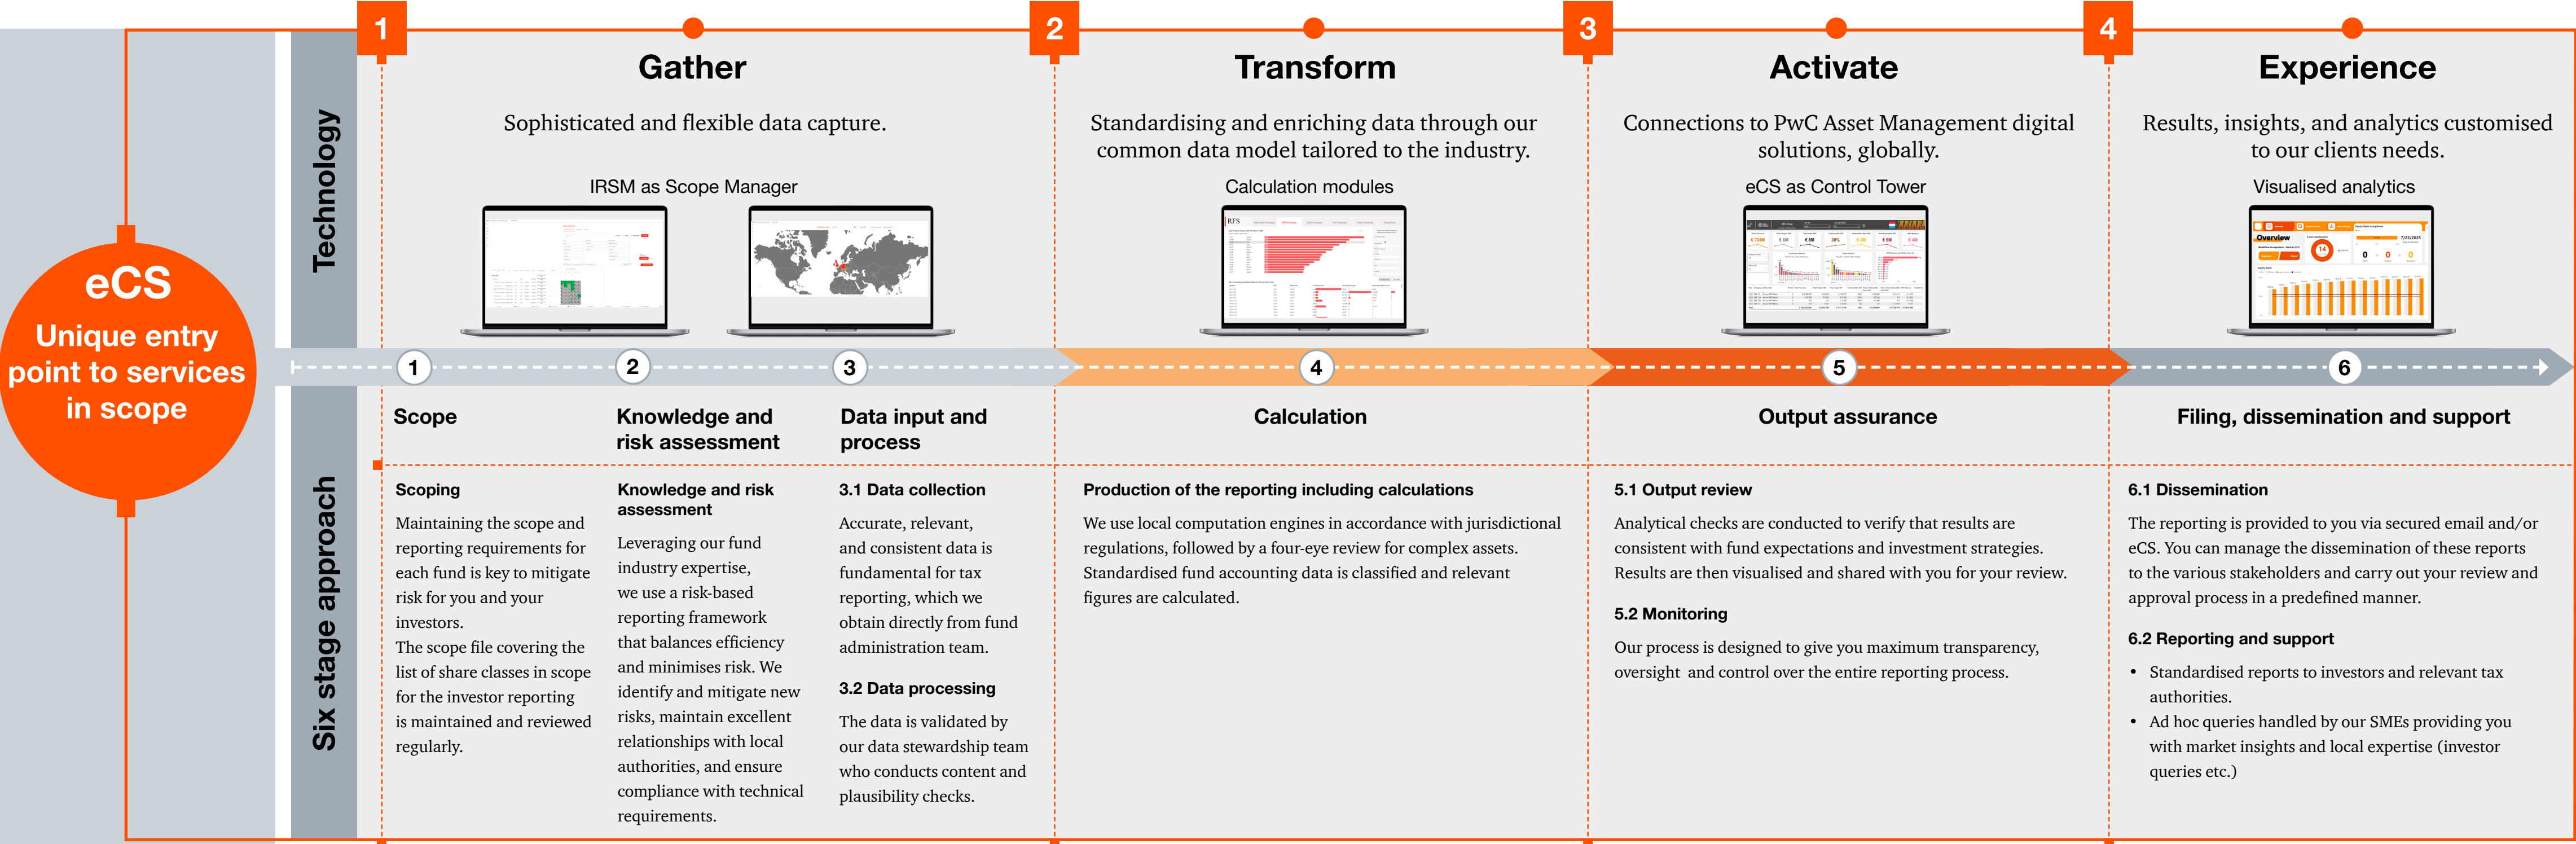 eCS
Unique entry
point to services
in scope
Technology
Six stage approach
1
Gather
Sophisticated and flexible data capture.
IRSM as Scope Manager
2
Transform
Standardising and enriching data through our
common data model tailored to the industry.
Calculation modules
RFS
3
Activate
Connections to PwC Asset Management digital
solutions, globally.
eCS as Control Tower
4
Experience
Results, insights, and analytics customised
to our clients needs.
Visualised analytics
Overview
7/25/2025
14
0
0
0
1
2
3
4
5
6
Scope
Knowledge and
risk assessment
Data input and
process
Calculation
Output assurance
Filing, dissemination and support
Scoping
Maintaining the scope and
reporting requirements for
each fund is key to mitigate
risk for you and your
investors.
The scope file covering the
list of share classes in scope
for the investor reporting
is maintained and reviewed
regularly.
Knowledge and risk
assessment
Leveraging our fund
industry expertise,
we use a risk-based
reporting framework
that balances efficiency
and minimises risk. We
identify and mitigate new
risks, maintain excellent
relationships with local
authorities, and ensure
compliance with technical
requirements.
3.1 Data collection
Accurate, relevant,
and consistent data is
fundamental for tax
reporting, which we
obtain directly from fund
administration team.
3.2 Data processing
The data is validated by
our data stewardship team
who conducts content and
plausibility checks.
Production of the reporting including calculations
We use local computation engines in accordance with jurisdictional
regulations, followed by a four-eye review for complex assets.
Standardised fund accounting data is classified and relevant
figures are calculated.
5.1 Output review
Analytical checks are conducted to verify that results are
consistent with fund expectations and investment strategies.
Results are then visualised and shared with you for your review.
5.2 Monitoring
Our process is designed to give you maximum transparency,
oversight and control over the entire reporting process.
6.1 Dissemination
The reporting is provided to you via secured email and/or
eCS. You can manage the dissemination of these reports
to the various stakeholders and carry out your review and
approval process in a predefined manner.
6.2 Reporting and support
• Standardised reports to investors and relevant tax
authorities.
• Ad hoc queries handled by our SMEs providing you
with market insights and local expertise (investor
queries etc.)